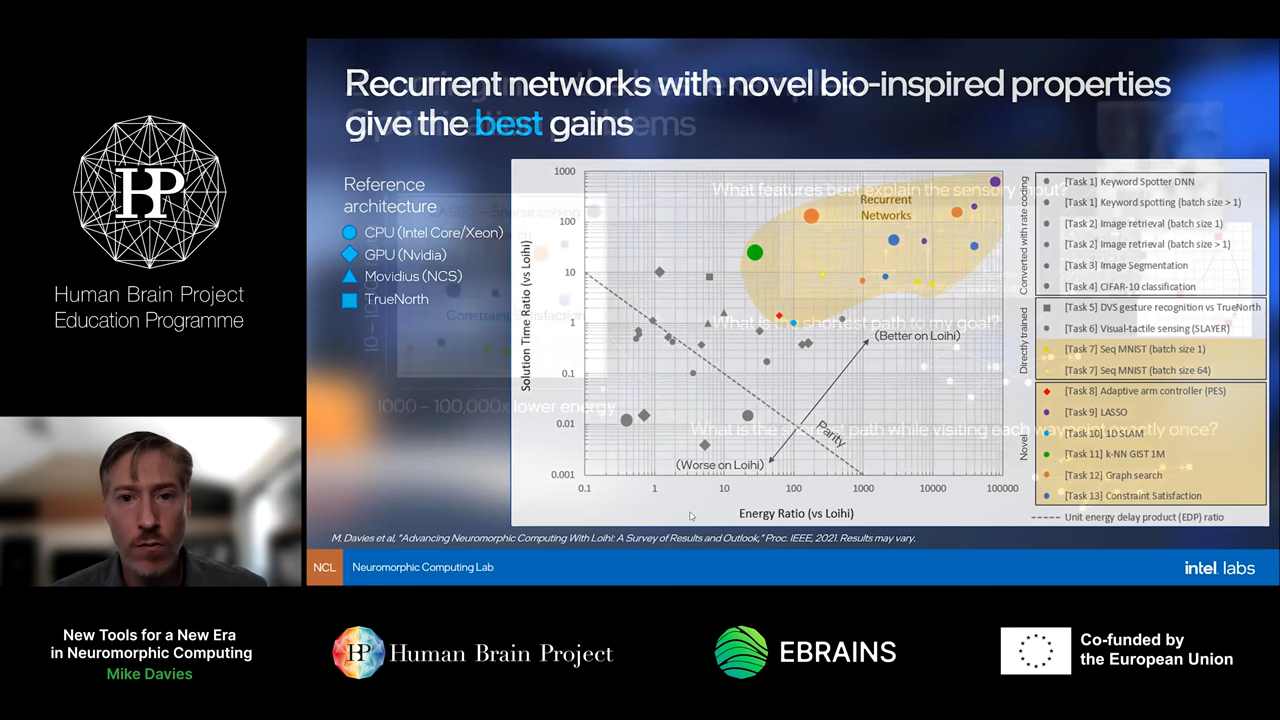 Recurrent networks with novel bio-inspired properties
give the best gains
Reference
architecture
CPU (Intel Core/Xeon)
GPU (Nvidia)
Movidius (NCS)
TrueNorth
Solution Time Ratio (vs Loihi)
1000
100
10
1
0.1
0.01
0.001
0.1
1
10
100
1000
10000
100000
Energy Ratio (vs Loihi)
Recurrent
Networks
(Better on Loihi)
Parity
(Worse on Loihi)
What features best explain the sensory input?
What is the shortest path to my goal?
What is the shortest path while visiting each waypoint exactly once?
1000 – 100,000x lower energy
Constraint Satisfaction
Converted with rate coding
[Task 1] Keyword Spotter DNN
[Task 1] Keyword spotting (batch size > 1)
[Task 2] Image retrieval (batch size 1)
[Task 2] Image retrieval (batch size > 1)
[Task 3] Image Segmentation
[Task 4] CIFAR-10 classification
Directly trained
[Task 5] DVS gesture recognition vs TrueNorth
[Task 6] Visual-tactile sensing (SLAYER)
[Task 7] Seq MNIST (batch size 1)
[Task 7] Seq MNIST (batch size 64)
Novel
[Task 8] Adaptive arm controller (PES)
[Task 9] LASSO
[Task 10] 1D SLAM
[Task 11] k-NN GIST 1M
[Task 12] Graph search
[Task 13] Constraint Satisfaction
Unit energy delay product (EDP) ratio
M. Davies et al, "Advancing Neuromorphic Computing With Loihi: A Survey of Results and Outlook," Proc. IEEE, 2021. Results may vary.
NCL
Neuromorphic Computing Lab
intel. labs
HP
Human Brain Project
Education Programme
New Tools for a New Era
in Neuromorphic Computing
Mike Davies
HP
Human Brain Project
EBRAINS
Co-funded by
the European Union